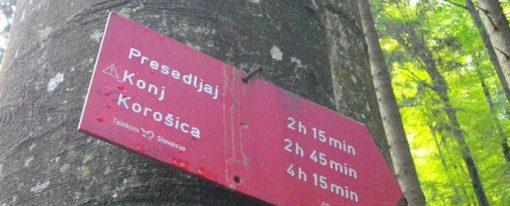 Presedljaj 2h 15min
Konj 2h 45min
Korošica 4h 15min
Telekom Slovenije